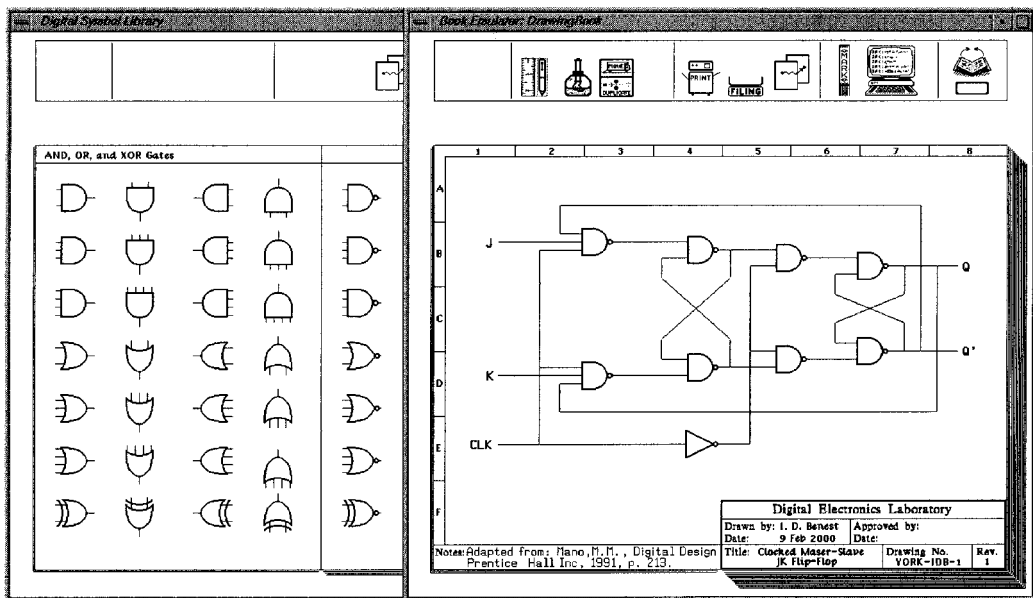 Digital Symbol Library
AND, OR, and XOR Gates
Book Emulator: DrawingBook
PRINT
FILING
MARKS
DUPLICATE
1 2 3 4 5 6 7 8
A
B
C
D
E
F
J
K
CLK
Q
Q'
Notes: Adapted from: Mano,M.M., Digital Design
Prentice Hall Inc, 1991, p. 213.
Digital Electronics Laboratory
Drawn by: I. D. Benest Approved by:
Date: 9 Feb 2000 Date:
Title: Clocked Maser-Slave
JK Flip-Flop
Drawing No.
YORK-IDB-1
Rev.
1